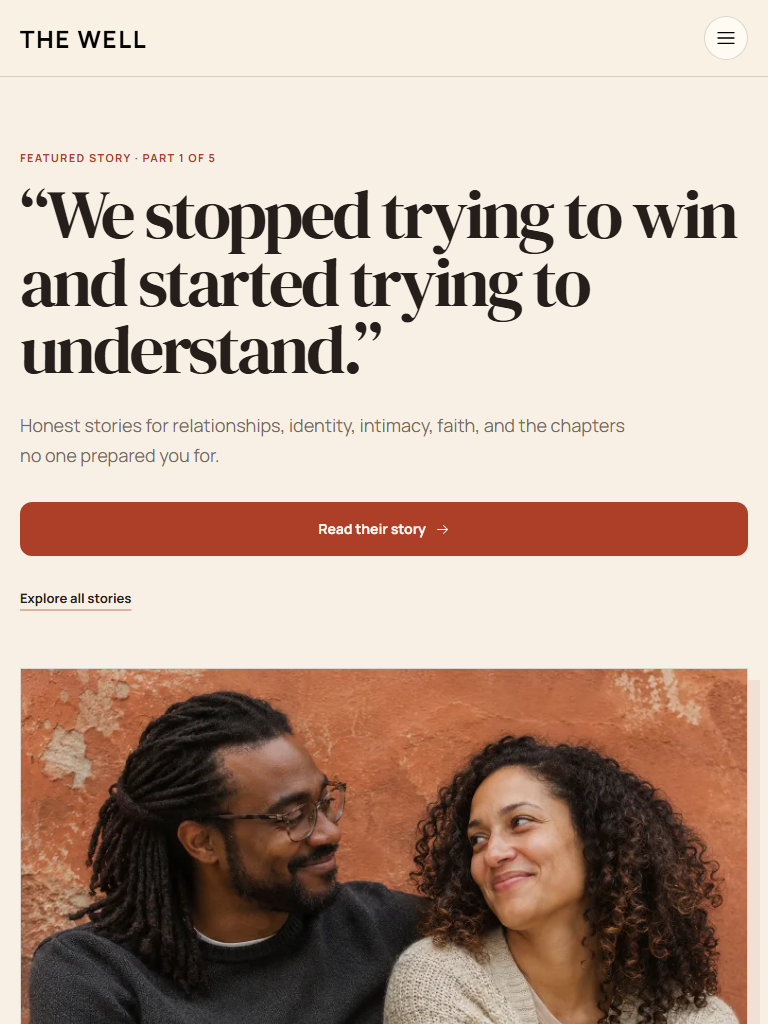 THE WELL
FEATURED STORY · PART 1 OF 5
“We stopped trying to win
and started trying to
understand.”
Honest stories for relationships, identity, intimacy, faith, and the chapters
no one prepared you for.
Read their story →
Explore all stories